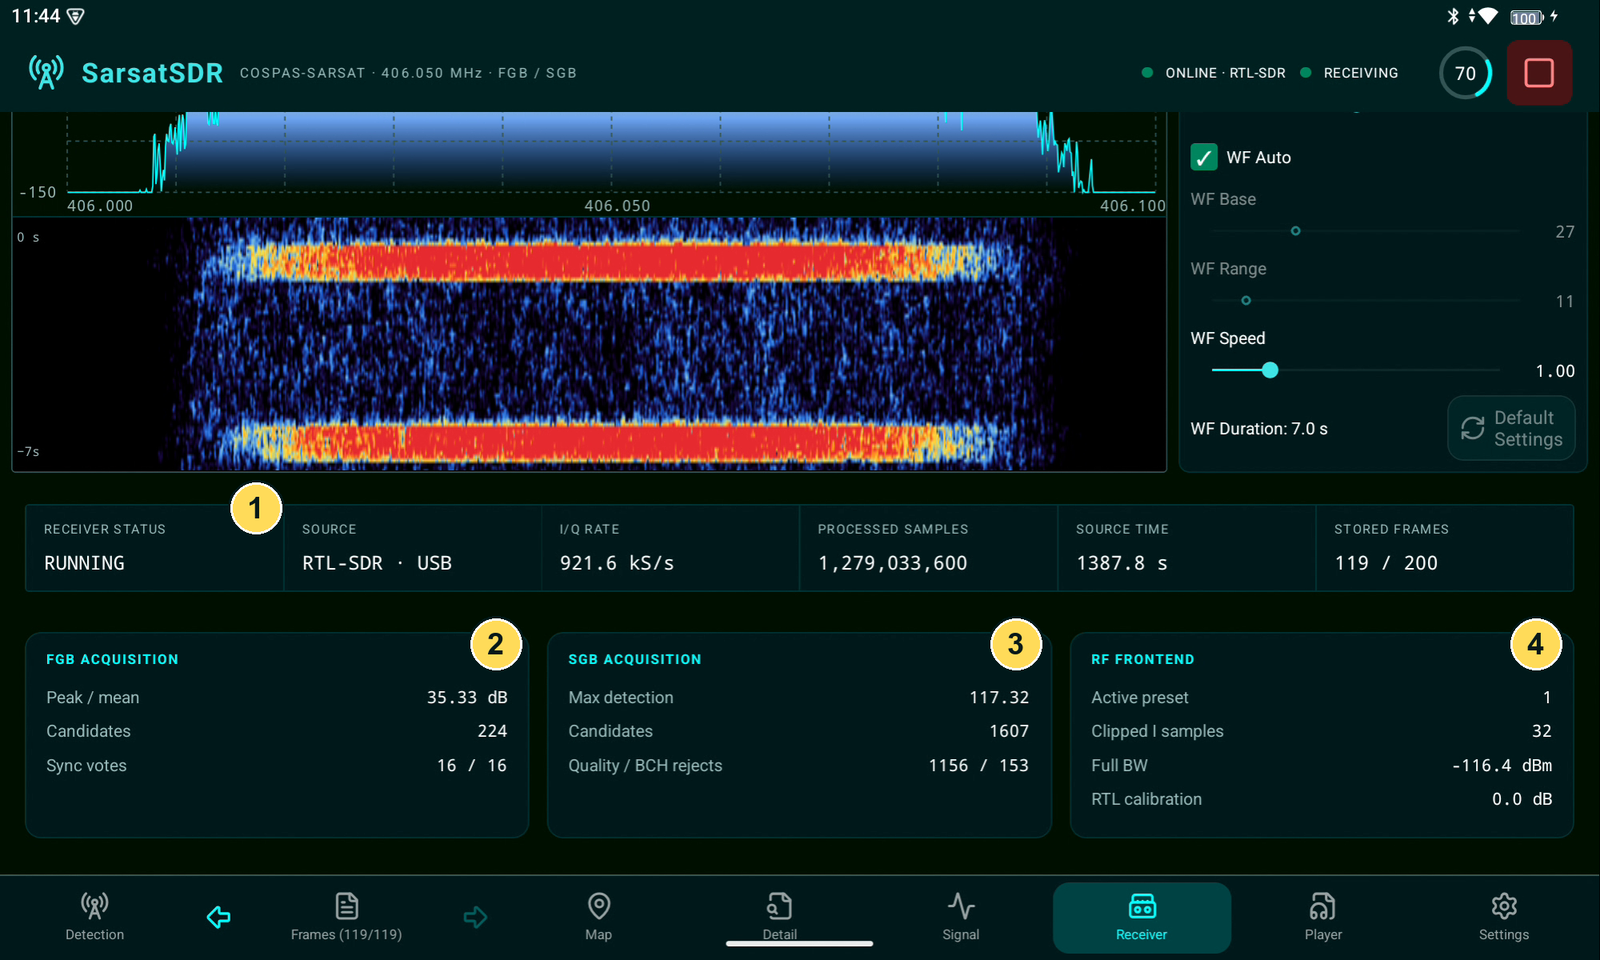 11:44
100
SarsatSDR
COSPAS-SARSAT · 406.050 MHz · FGB / SGB
ONLINE · RTL-SDR
RECEIVING
70
-150
406.000
406.050
406.100
0 s
-7s
WF Auto
WF Base
27
WF Range
11
WF Speed
1.00
WF Duration: 7.0 s
Default
Settings
1
RECEIVER STATUS
RUNNING
SOURCE
RTL-SDR · USB
I/Q RATE
921.6 kS/s
PROCESSED SAMPLES
1,279,033,600
SOURCE TIME
1387.8 s
STORED FRAMES
119 / 200
2
FGB ACQUISITION
Peak / mean 35.33 dB
Candidates 224
Sync votes 16 / 16
3
SGB ACQUISITION
Max detection 117.32
Candidates 1607
Quality / BCH rejects 1156 / 153
4
RF FRONTEND
Active preset 1
Clipped I samples 32
Full BW -116.4 dBm
RTL calibration 0.0 dB
Detection
Frames (119/119)
Map
Detail
Signal
Receiver
Player
Settings